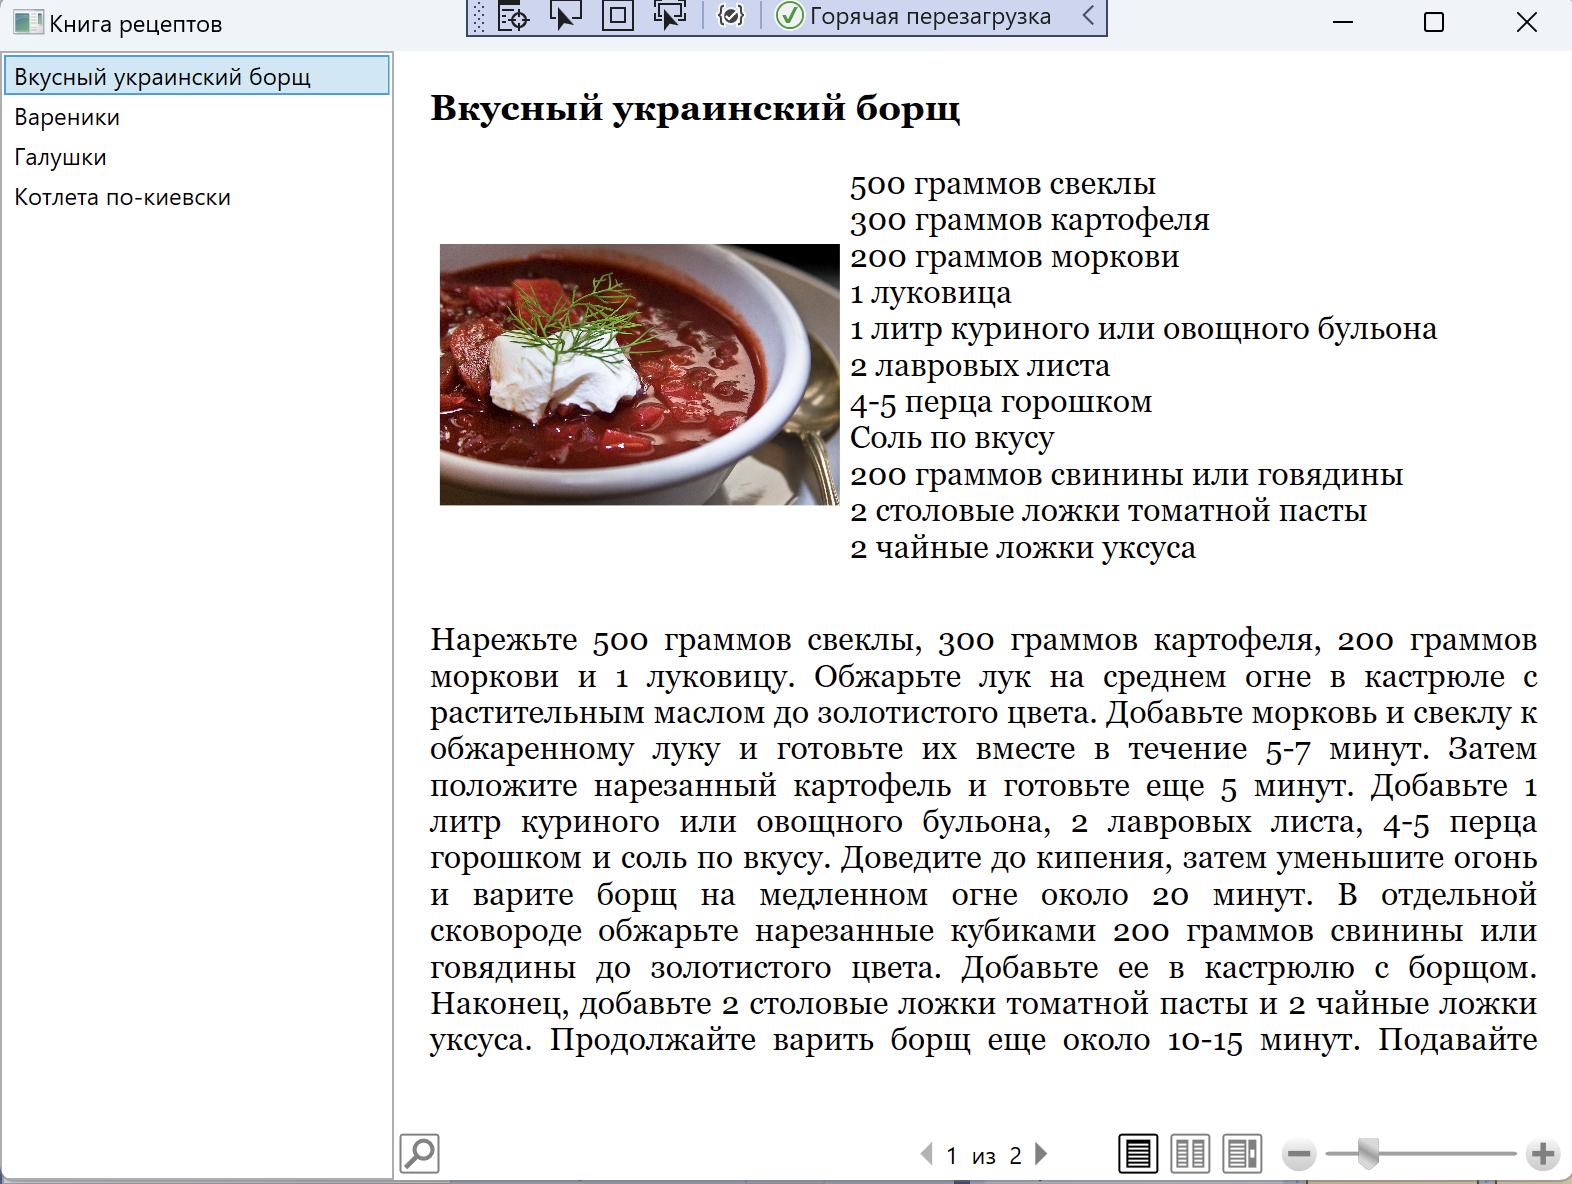 Книга рецептов
Горячая перезагрузка
Вкусный украинский борщ
Вареники
Галушки
Котлета по-киевски
Вкусный украинский борщ
500 граммов свеклы
300 граммов картофеля
200 граммов моркови
1 луковица
1 литр куриного или овощного бульона
2 лавровых листа
4-5 перца горошком
Соль по вкусу
200 граммов свинины или говядины
2 столовые ложки томатной пасты
2 чайные ложки уксуса
Нарежьте 500 граммов свеклы, 300 граммов картофеля, 200 граммов
моркови и 1 луковицу. Обжарьте лук на среднем огне в кастрюле с
растительным маслом до золотистого цвета. Добавьте морковь и свеклу к
обжаренному луку и готовьте их вместе в течение 5-7 минут. Затем
положите нарезанный картофель и готовьте еще 5 минут. Добавьте 1
литр куриного или овощного бульона, 2 лавровых листа, 4-5 перца
горошком и соль по вкусу. Доведите до кипения, затем уменьшите огонь
и варите борщ на медленном огне около 20 минут. В отдельной
сковороде обжарьте нарезанные кубиками 200 граммов свинины или
говядины до золотистого цвета. Добавьте ее в кастрюлю с борщом.
Наконец, добавьте 2 столовые ложки томатной пасты и 2 чайные ложки
уксуса. Продолжайте варить борщ еще около 10-15 минут. Подавайте
1 из 2